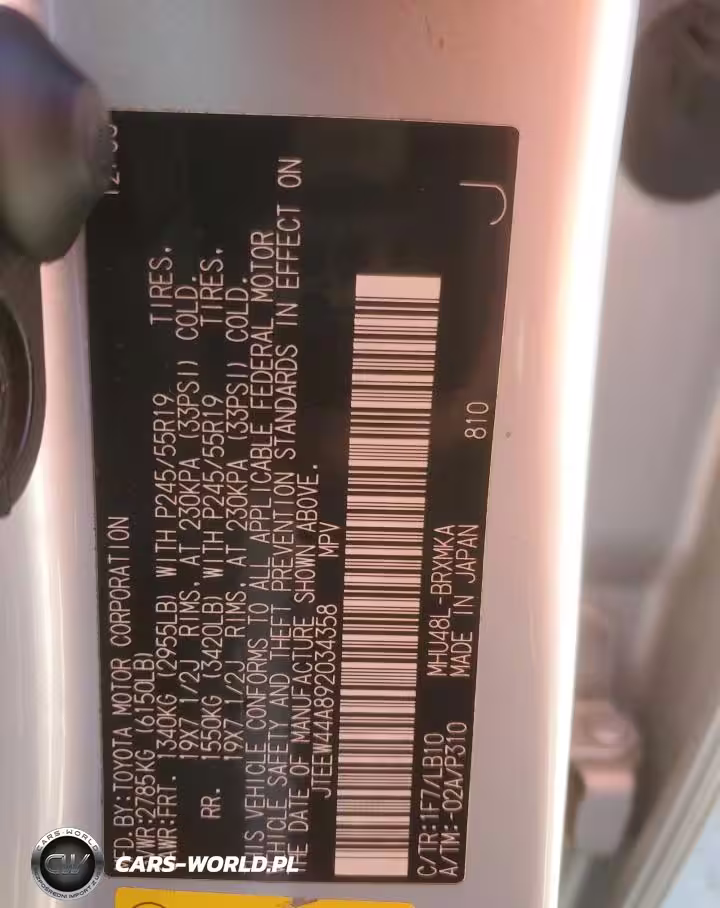 FD. BY: TOYOTA MOTOR CORPORATION
VWR: 2785KG (6150LB)
AWR: FRT. 1340KG (2955LB) WITH P245/55R19 TIRES,
19X7 1/2J RIMS, AT 230KPA (33PSI) COLD.
RR. 1550KG (3420LB) WITH P245/55R19 TIRES,
19X7 1/2J RIMS, AT 230KPA (33PSI) COLD.
IS VEHICLE CONFORMS TO ALL APPLICABLE FEDERAL MOTOR
HICLE SAFETY AND THEFT PREVENTION STANDARDS IN EFFECT ON
E DATE OF MANUFACTURE SHOWN ABOVE.
JTEEW44A892034358 MPV
C/TR: 1F7/LB10 MHU48L-BRXMKA 810
A/TM: -02A/P310 MADE IN JAPAN
J
CARS-WORLD
CW
CARS-WORLD.PL